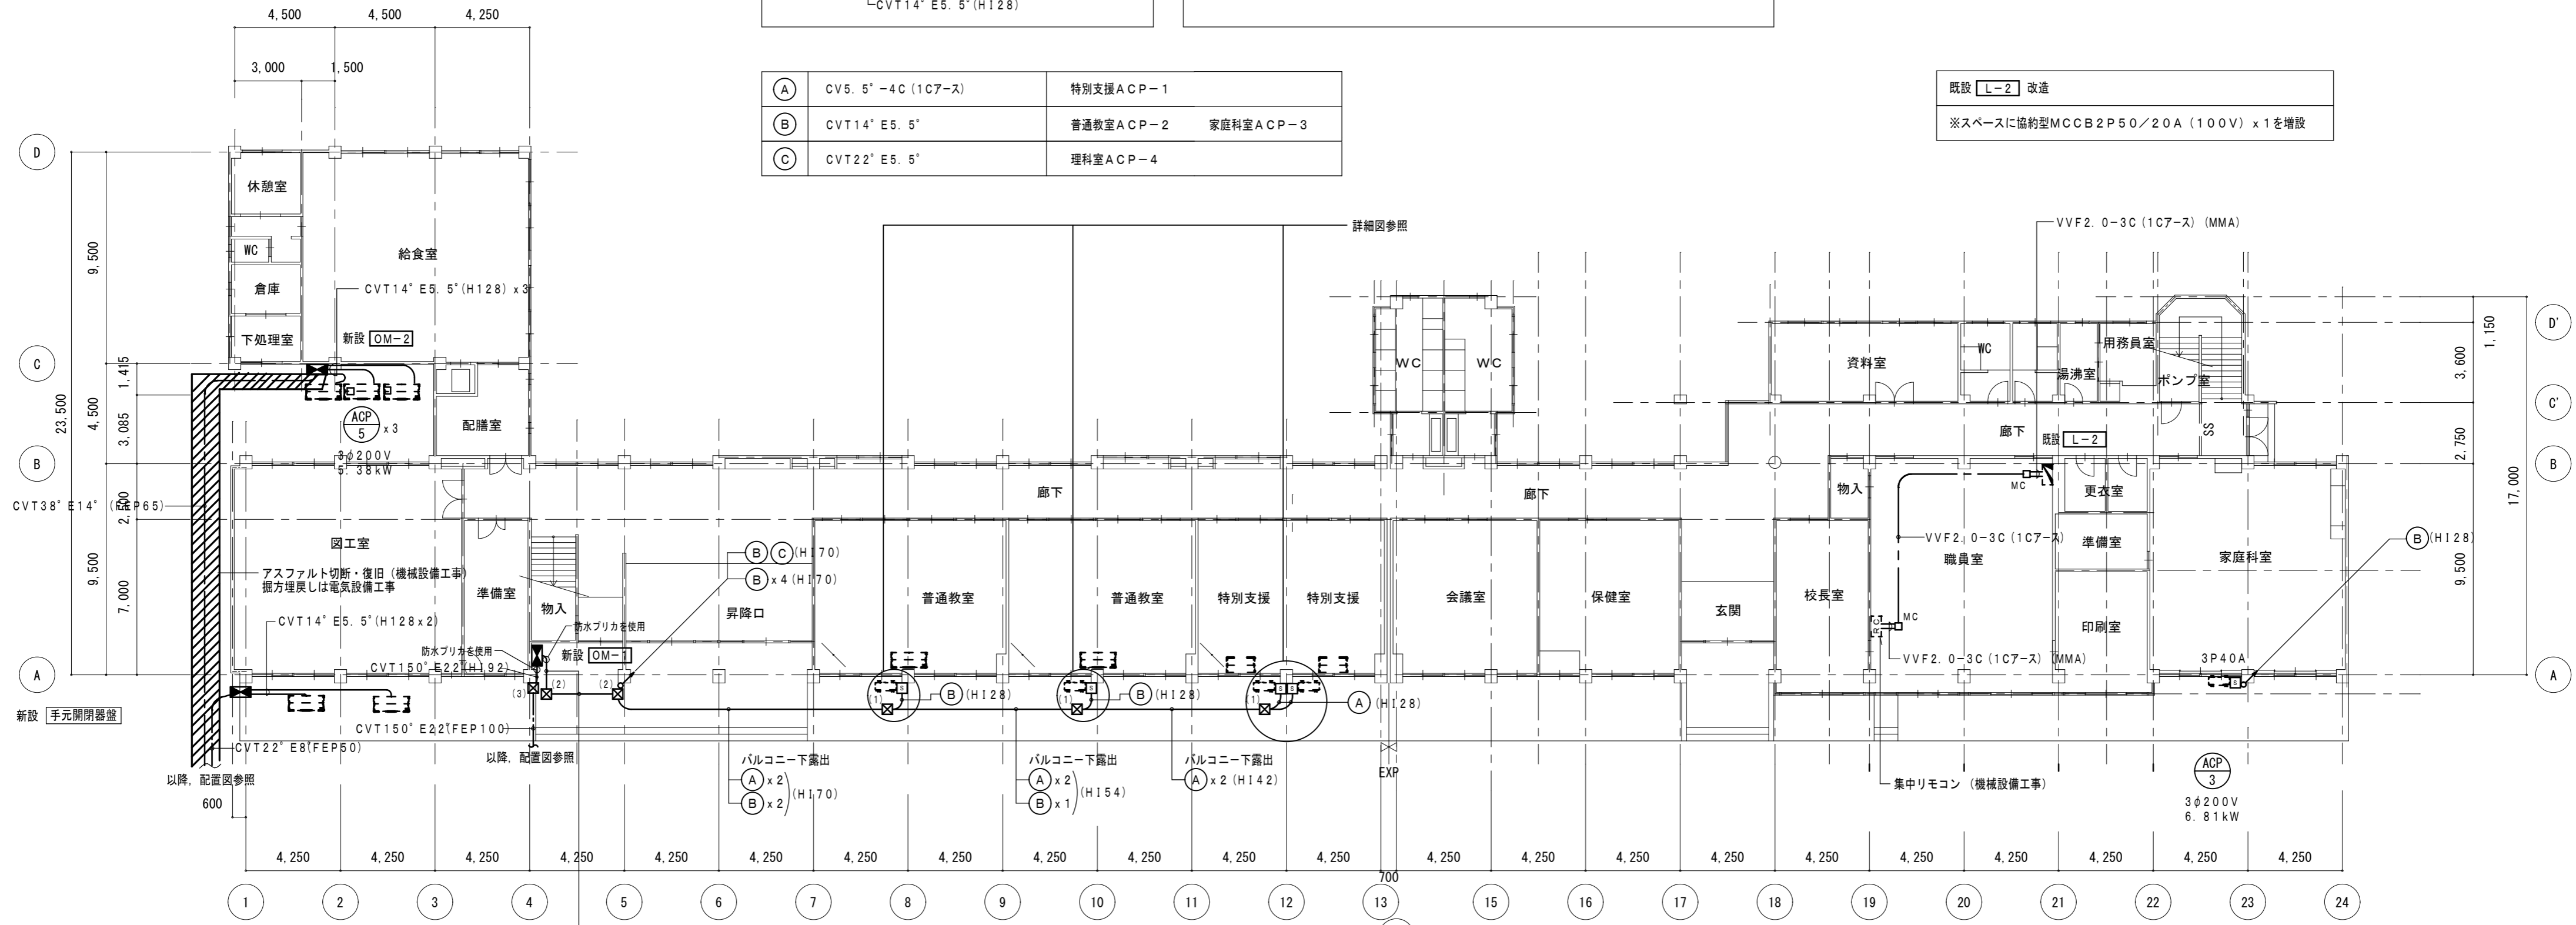 └CVT14° E5.5°(HI28)
4,500 4,500 4,250
3,000 1,500
A CV5.5°-4C(1Cアース) 特別支援ACP-1
B CVT14° E5.5° 普通教室ACP-2 家庭科室ACP-3
C CVT22° E5.5° 理科室ACP-4
既設 L-2 改造
※スペースに協約型MCCB2P50/20A(100V)x1を増設
D
C
B
A
23,500
9,500
4,500
9,500
1,415
3,085
2,500
7,000
休憩室
WC
倉庫
下処理室
給食室
CVT14° E5.5°(H128)x3
新設 OM-2
配膳室
ACP
5
x3
3φ200V
5.38kW
CVT38° E14° (FEP65)
図工室
アスファルト切断・復旧(機械設備工事)
掘方埋戻しは電気設備工事
CVT14° E5.5°(H128x2)
準備室
物入
昇降口
防水プリカを使用
防水プリカを使用
新設 OM-1
CVT150° E22°(HI92)
(3)
(2)
(2)
CVT150° E22°(FEP100)
以降,配置図参照
新設 手元開閉器盤
CVT22° E8°(FEP50)
以降,配置図参照
600
B C (HI70)
B x4(HI70)
詳細図参照
廊下
廊下
普通教室
普通教室
特別支援
特別支援
会議室
保健室
玄関
校長室
WC
WC
(1)
S
B (HI28)
(1)
S
B (HI28)
(1)
S S
A (HI28)
バルコニー下露出
A x2
B x2
(HI70)
バルコニー下露出
A x2
B x1
(HI54)
バルコニー下露出
A x2(HI42)
EXP
VVF2.0-3C(1Cアース)(MMA)
資料室
WC
湯沸室
用務員室
ポンプ室
SS
廊下
既設 L-2
物入
MC
更衣室
VVF2.0-3C(1Cアース)
職員室
準備室
家庭科室
印刷室
RC
MC
VVF2.0-3C(1Cアース)(MMA)
3P40A
S
B (HI28)
集中リモコン(機械設備工事)
ACP
3
3φ200V
6.81kW
D'
C'
B
A
1,150
3,600
2,750
9,500
17,000
4,250 4,250 4,250 4,250 4,250 4,250 4,250 4,250 4,250 4,250 4,250 4,250 4,250 4,250 4,250 4,250 4,250 4,250 4,250 4,250 4,250 4,250
700
1 2 3 4 5 6 7 8 9 10 11 12 13 15 16 17 18 19 20 21 22 23 24